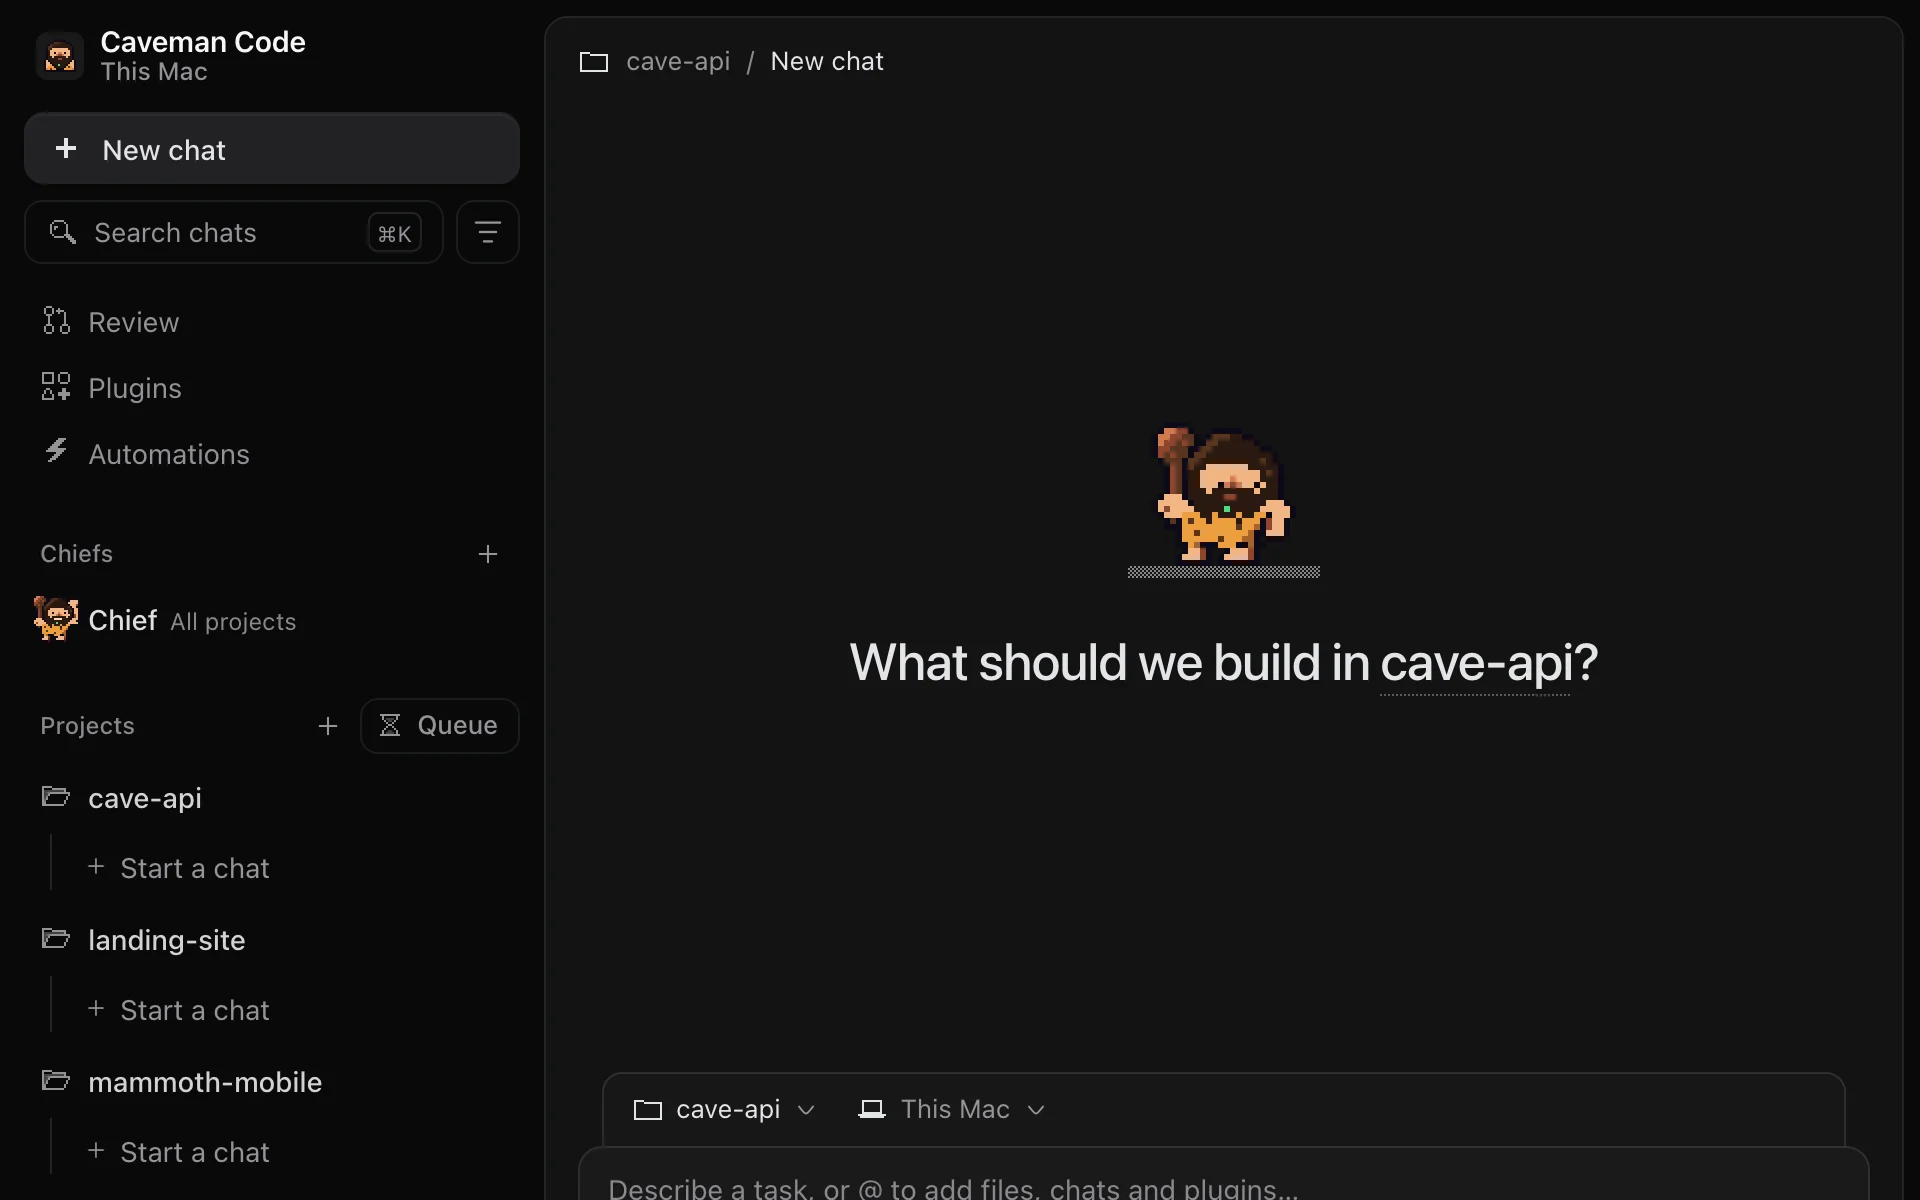 Caveman Code
This Mac
New chat
Search chats
⌘K
Review
Plugins
Automations
Chiefs
Chief All projects
Projects
Queue
cave-api
Start a chat
landing-site
Start a chat
mammoth-mobile
Start a chat
cave-api / New chat
What should we build in cave-api?
cave-api
This Mac
Describe a task, or @ to add files, chats and plugins...